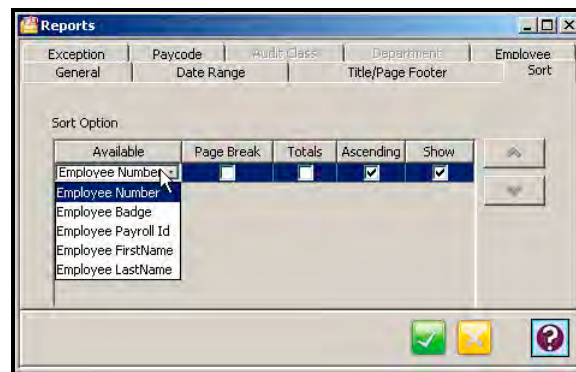 Reports
Exception Paycode Audit Class Department Employee
General Date Range Title/Page Footer Sort
Sort Option
Available Page Break Totals Ascending Show
Employee Number
Employee Number
Employee Badge
Employee Payroll Id
Employee FirstName
Employee LastName